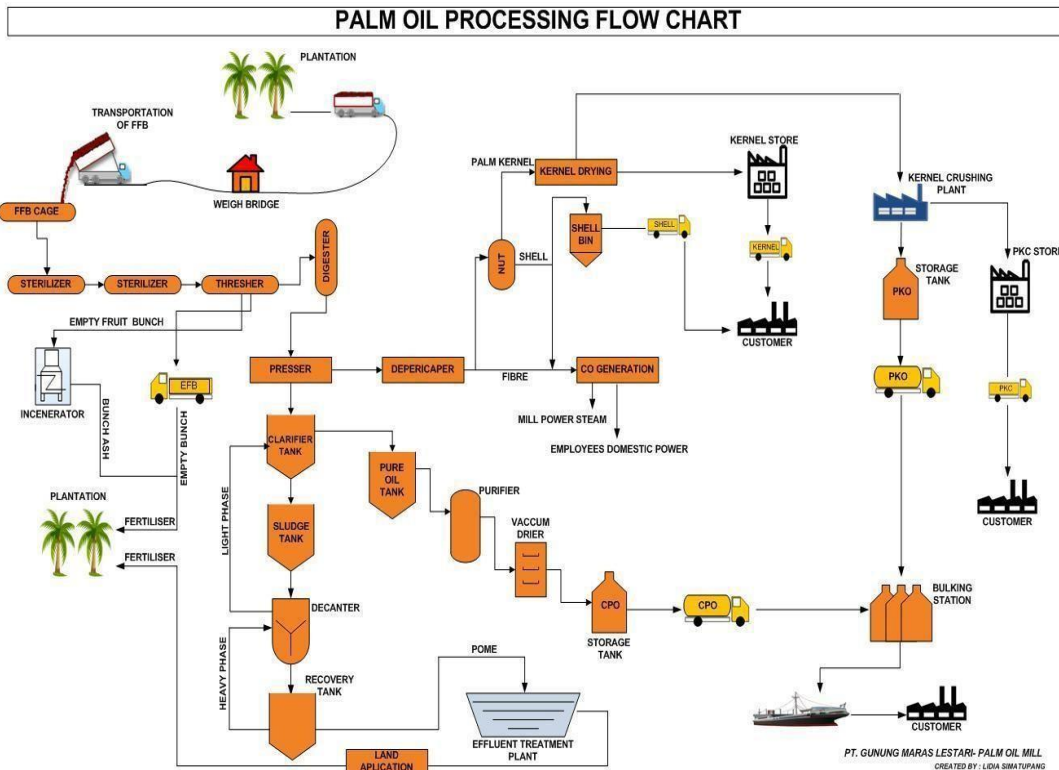 PALM OIL PROCESSING FLOW CHART
PLANTATION
TRANSPORTATION
OF FFB
WEIGH BRIDGE
FFB CAGE
STERILIZER
STERILIZER
THRESHER
DIGESTER
EMPTY FRUIT BUNCH
INCENERATOR
EFB
BUNCH ASH
EMPTY BUNCH
PLANTATION
FERTILISER
FERTILISER
PRESSER
DEPERICAPER
FIBRE
CO GENERATION
MILL POWER STEAM
EMPLOYEES DOMESTIC POWER
NUT
SHELL
PALM KERNEL
KERNEL DRYING
SHELL
BIN
SHELL
KERNEL STORE
KERNEL
CUSTOMER
KERNEL CRUSHING
PLANT
STORAGE
TANK
PKO
PKO
PKC STORE
PKC
CUSTOMER
CLARIFIER
TANK
PURE
OIL
TANK
PURIFIER
VACCUM
DRIER
CPO
STORAGE
TANK
CPO
BULKING
STATION
CUSTOMER
SLUDGE
TANK
LIGHT PHASE
DECANTER
HEAVY PHASE
RECOVERY
TANK
POME
EFFLUENT TREATMENT
PLANT
LAND
APLICATION
PT. GUNUNG MARAS LESTARI- PALM OIL MILL
CREATED BY : LIDIA SIMATUPANG